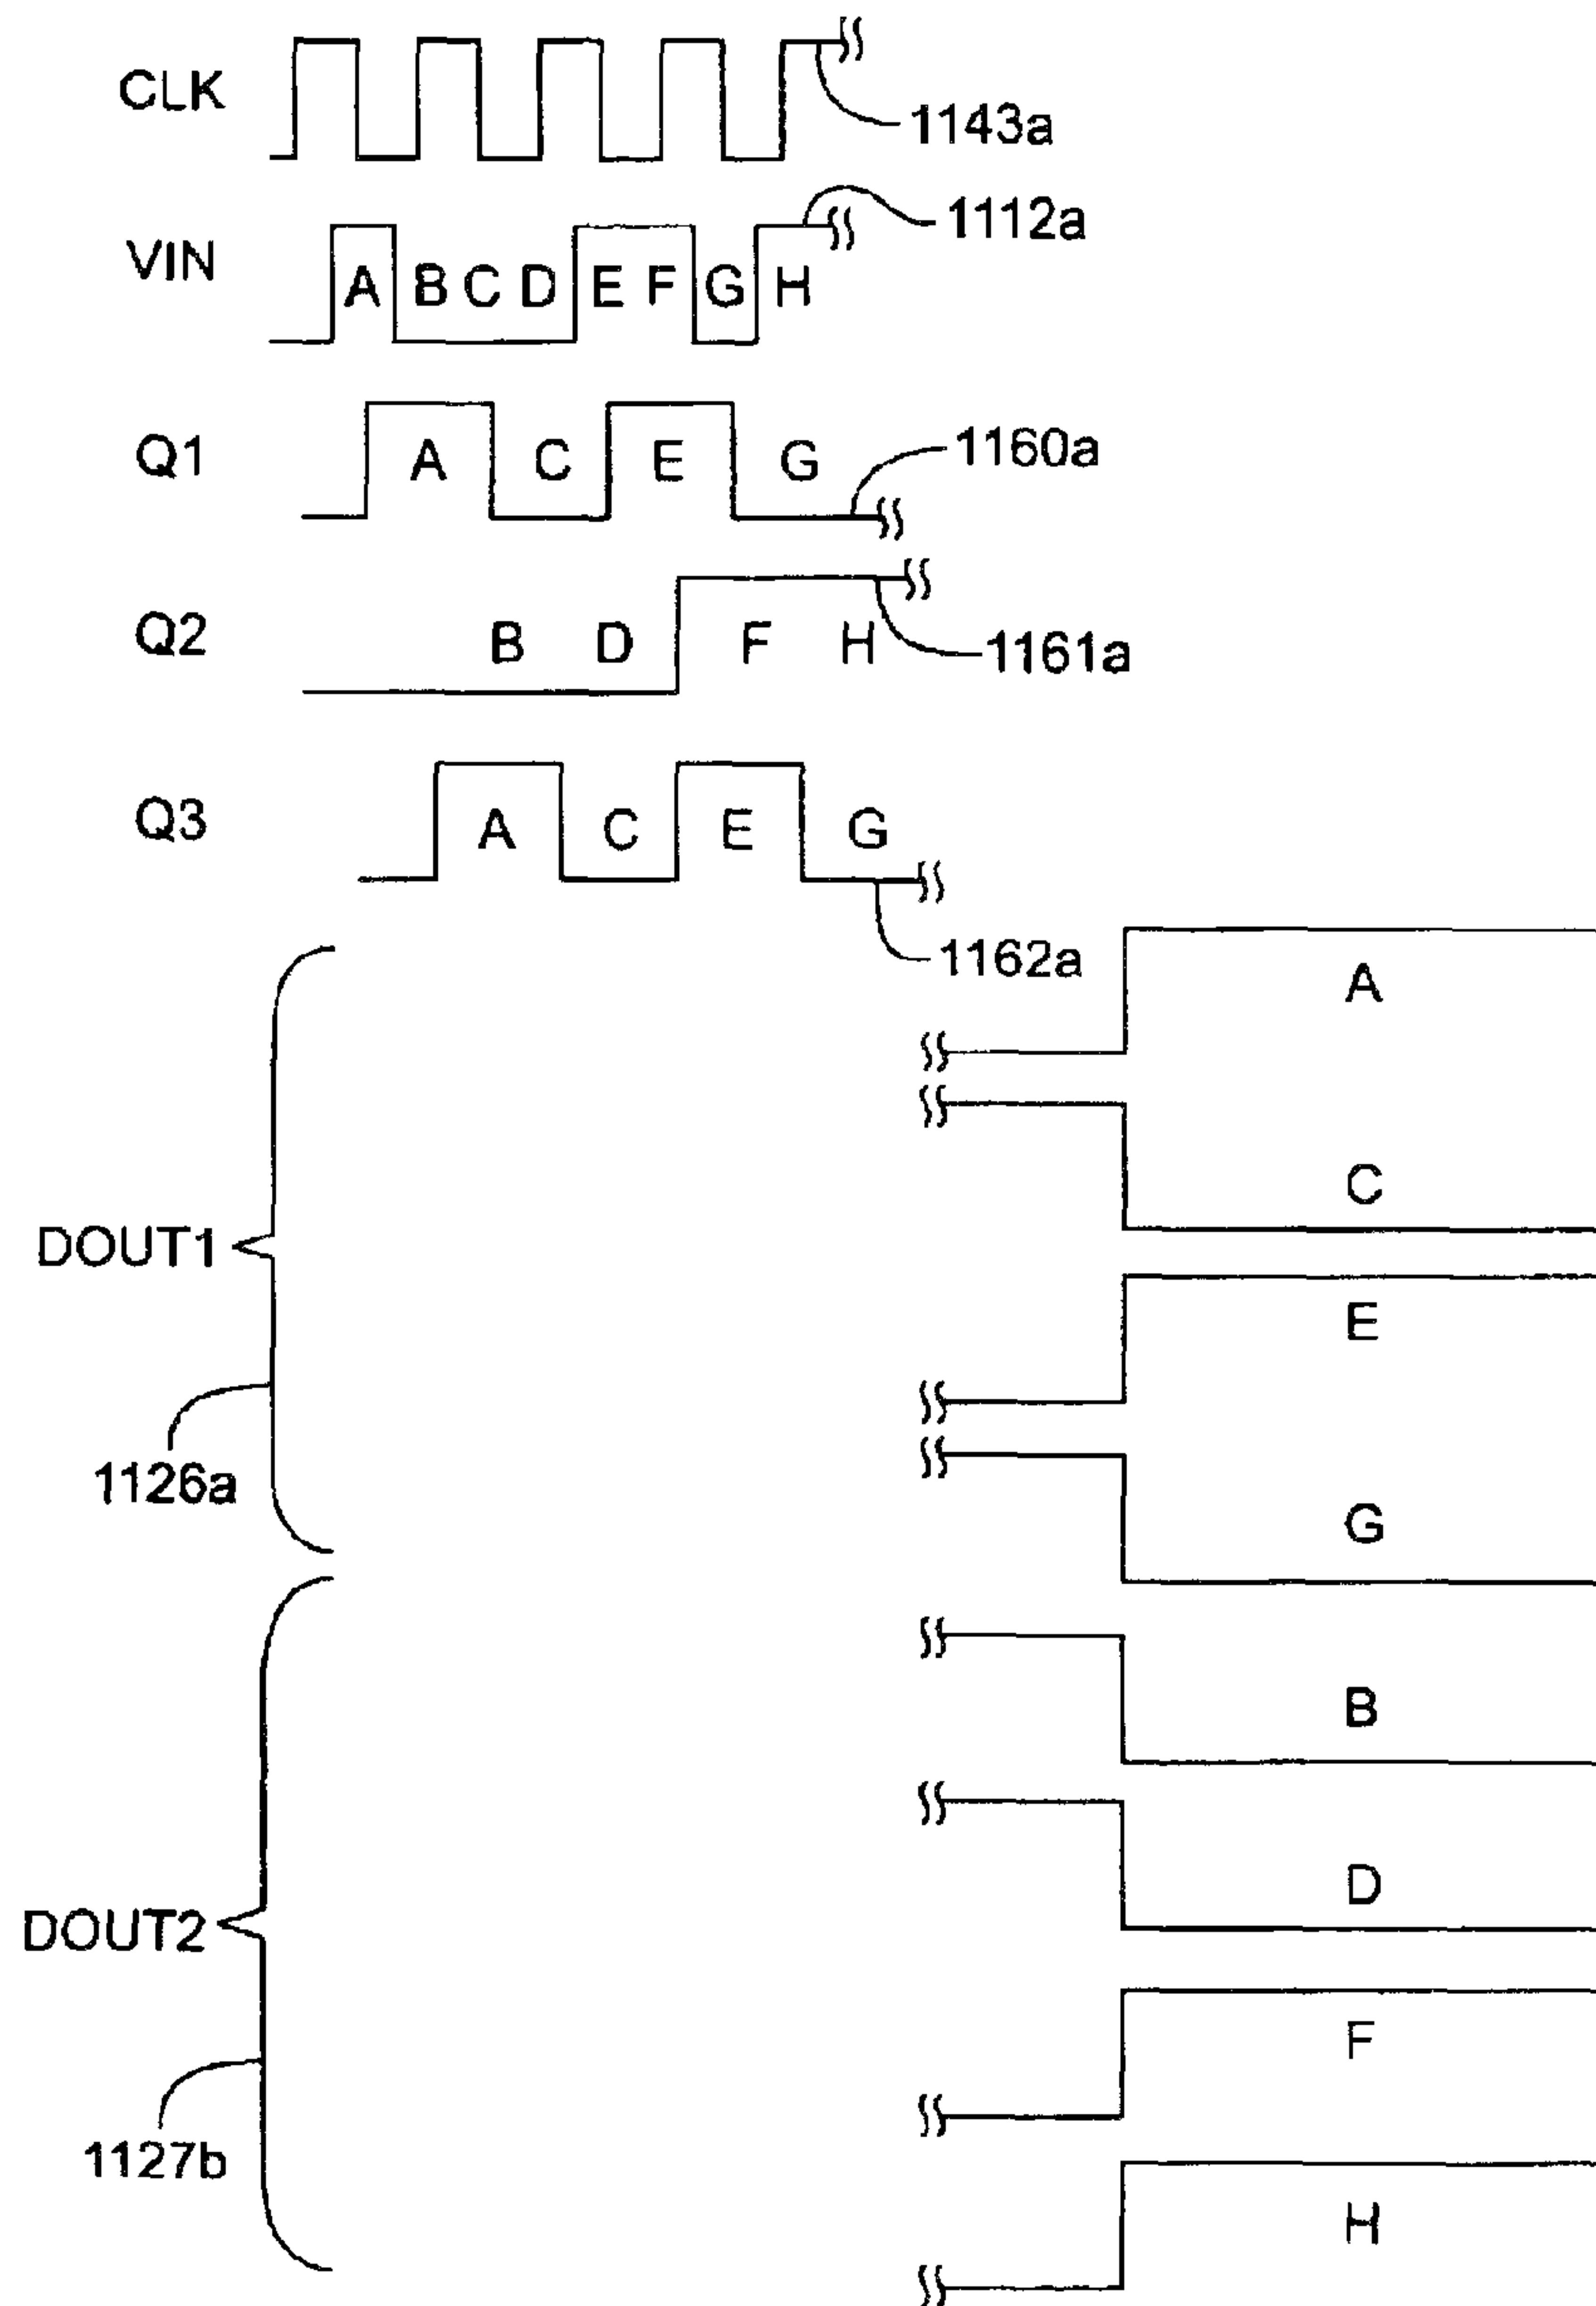 CLK
1143a
VIN
A B C D E F G H
1112a
Q1
A C E G
1160a
Q2
B D F H
1161a
Q3
A C E G
1162a
DOUT1
1126a
A
C
E
G
DOUT2
1127b
B
D
F
H